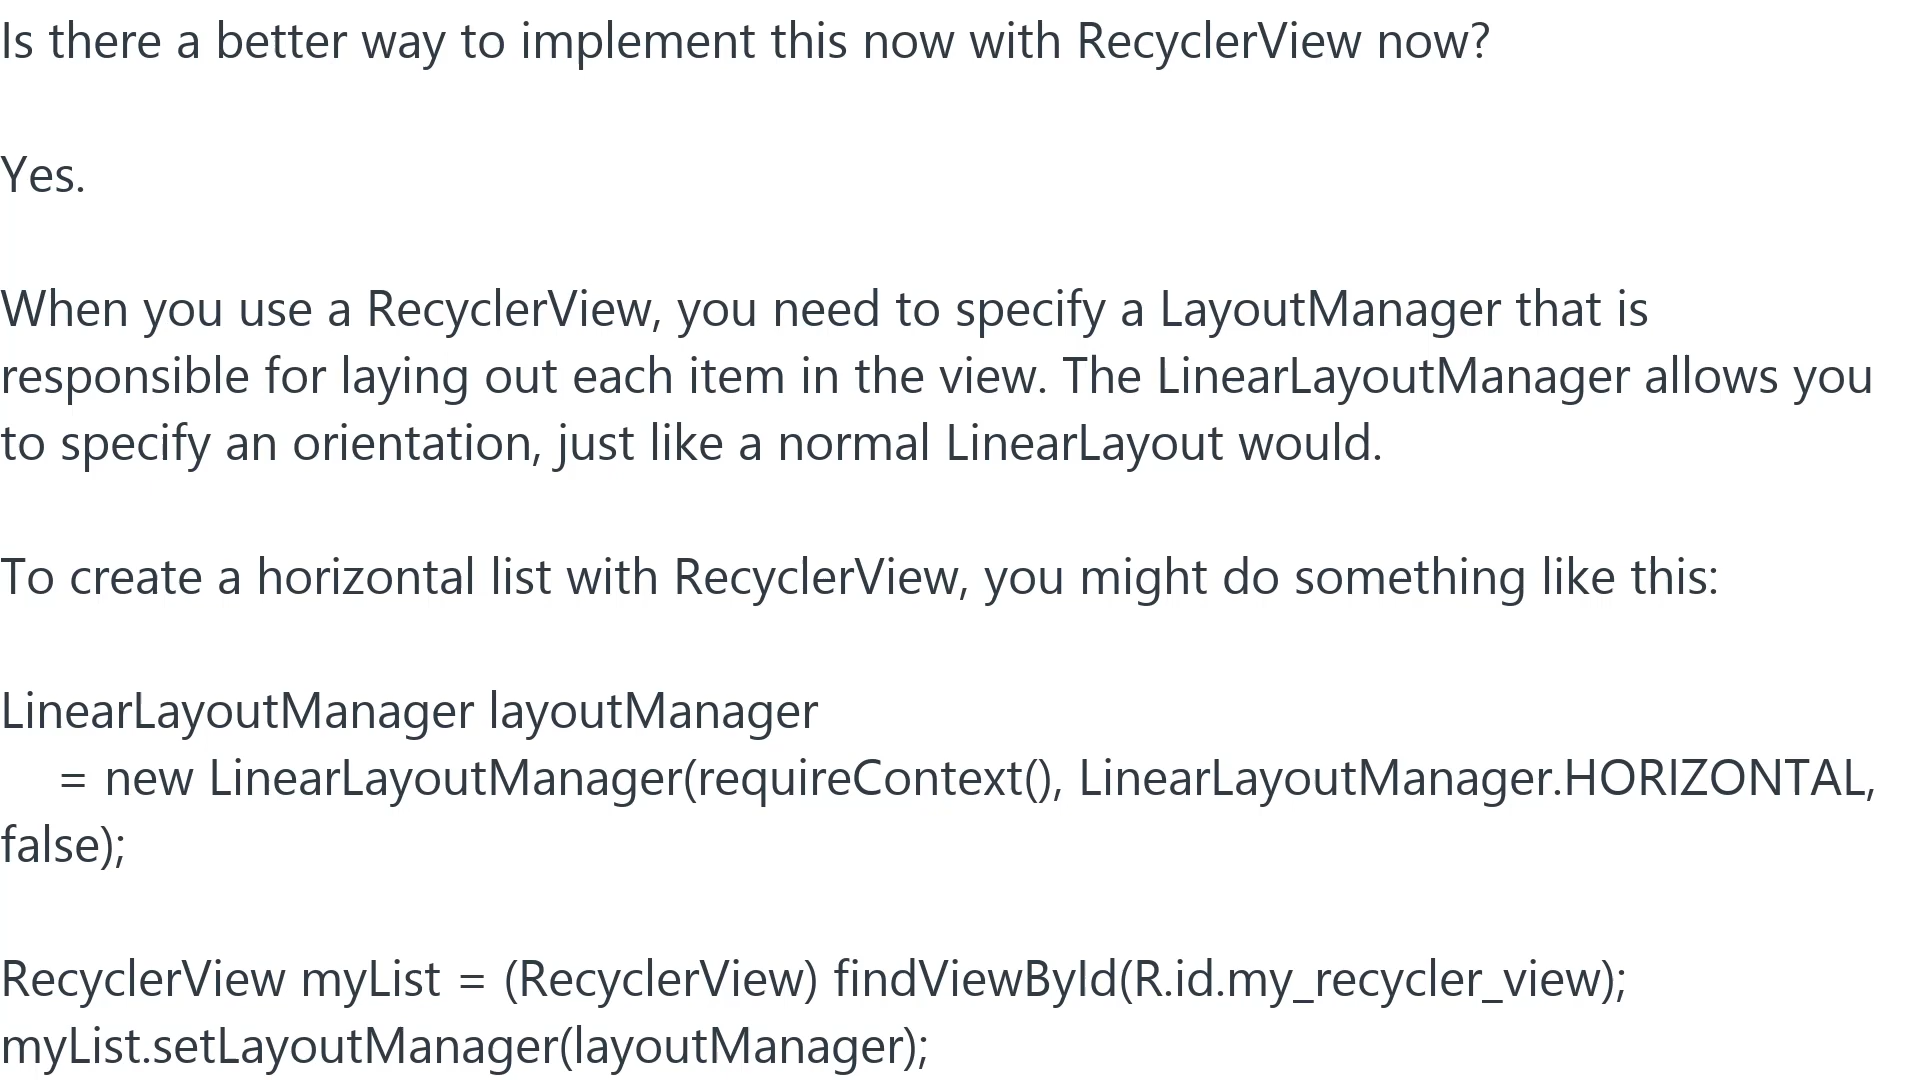 Is there a better way to implement this now with RecyclerView now?
Yes.
When you use a RecyclerView, you need to specify a LayoutManager that is
responsible for laying out each item in the view. The LinearLayoutManager allows you
to specify an orientation, just like a normal LinearLayout would.
To create a horizontal list with RecyclerView, you might do something like this:
LinearLayoutManager layoutManager
    = new LinearLayoutManager(requireContext(), LinearLayoutManager.HORIZONTAL,
false);
RecyclerView myList = (RecyclerView) findViewById(R.id.my_recycler_view);
myList.setLayoutManager(layoutManager);